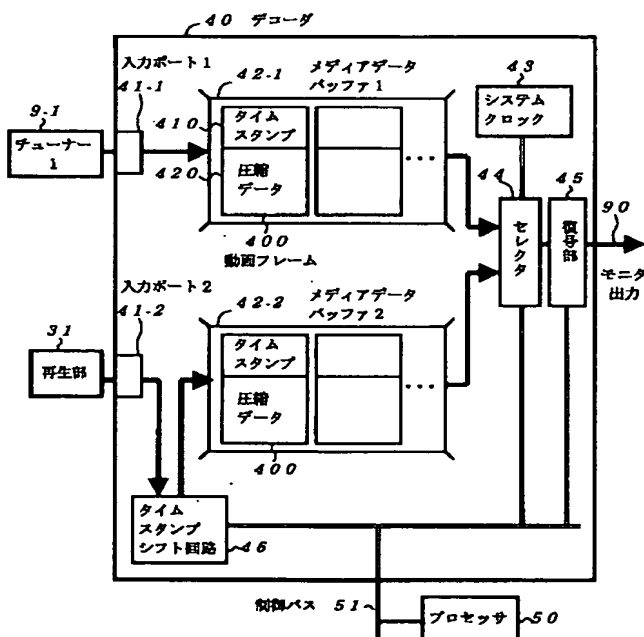 40 デコーダ
入力ポート1
41-1
42-1
メディアデータ
バッファ1
43
システム
クロック
9-1
チューナー
1
410
タイム
スタンプ
420
圧縮
データ
...
400
動画フレーム
44
セレクタ
45
復号部
90
モニタ
出力
入力ポート2
41-2
42-2
メディアデータ
バッファ2
31
再生部
タイム
スタンプ
圧縮
データ
...
400
タイム
スタンプ
シフト回路
46
制御バス 51
プロセッサ
50